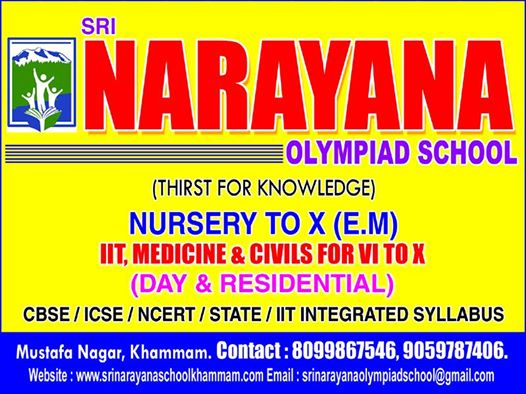 SRI
NARAYANA
OLYMPIAD SCHOOL
(THIRST FOR KNOWLEDGE)
NURSERY TO X (E.M)
IIT, MEDICINE & CIVILS FOR VI TO X
(DAY & RESIDENTIAL)
CBSE / ICSE / NCERT / STATE / IIT INTEGRATED SYLLABUS
Mustafa Nagar, Khammam. Contact : 8099867546, 9059787406.
Website : www.srinarayanaschoolkhammam.com Email : srinarayanaolympiadschool@gmail.com